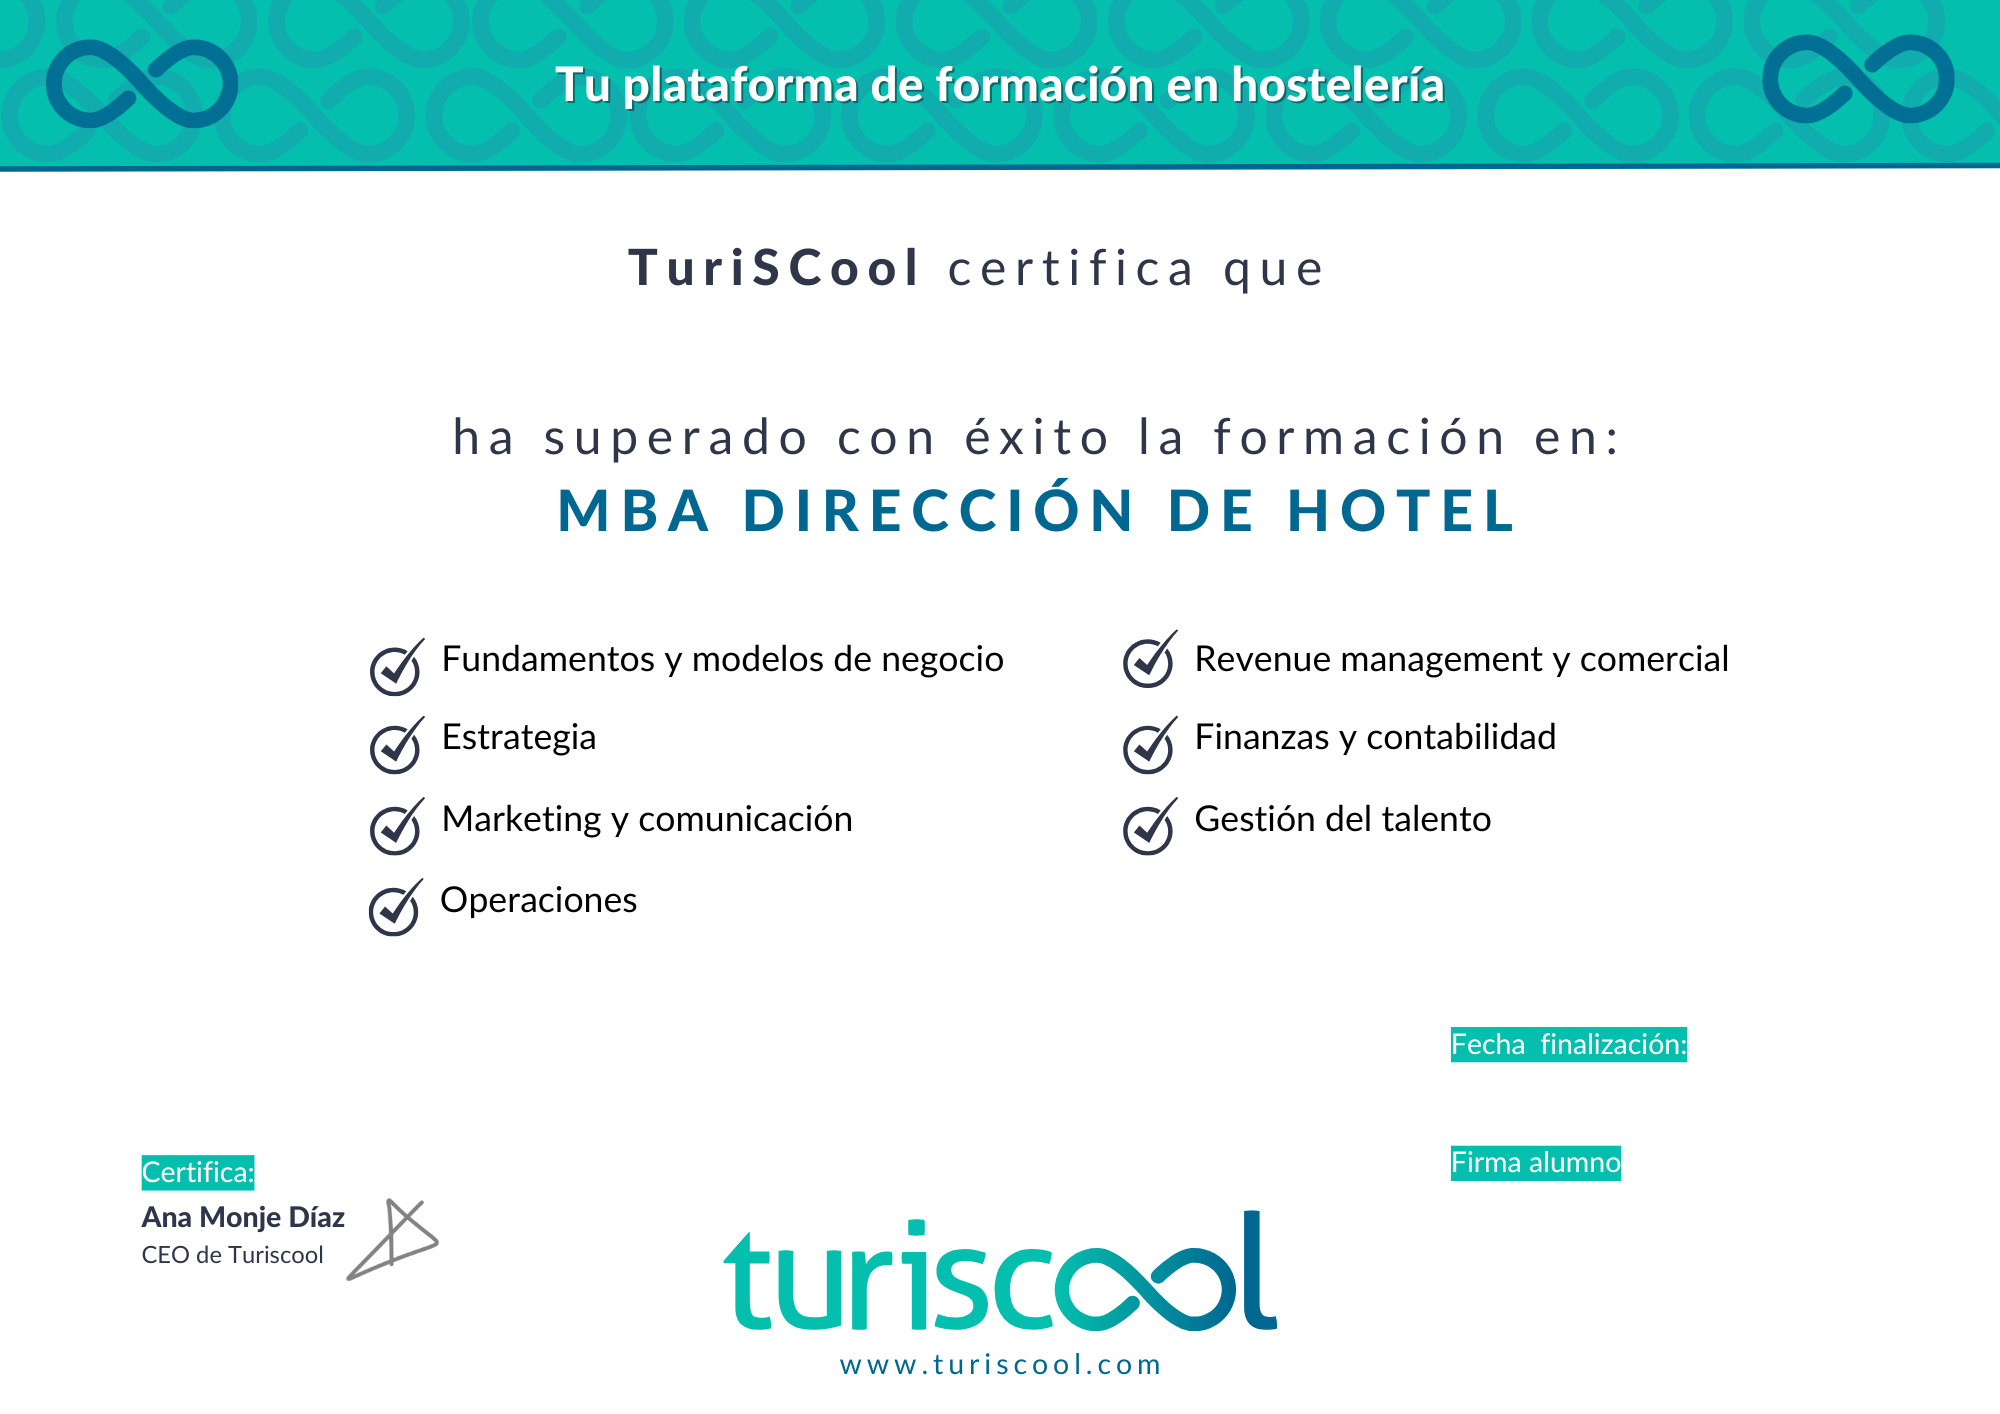 Tu plataforma de formación en hostelería
TuriSCool certifica que
ha superado con éxito la formación en:
MBA DIRECCIÓN DE HOTEL
Fundamentos y modelos de negocio
Estrategia
Marketing y comunicación
Operaciones
Revenue management y comercial
Finanzas y contabilidad
Gestión del talento
Fecha finalización:
Firma alumno
Certifica:
Ana Monje Díaz
CEO de Turiscool
turiscool
www.turiscool.com